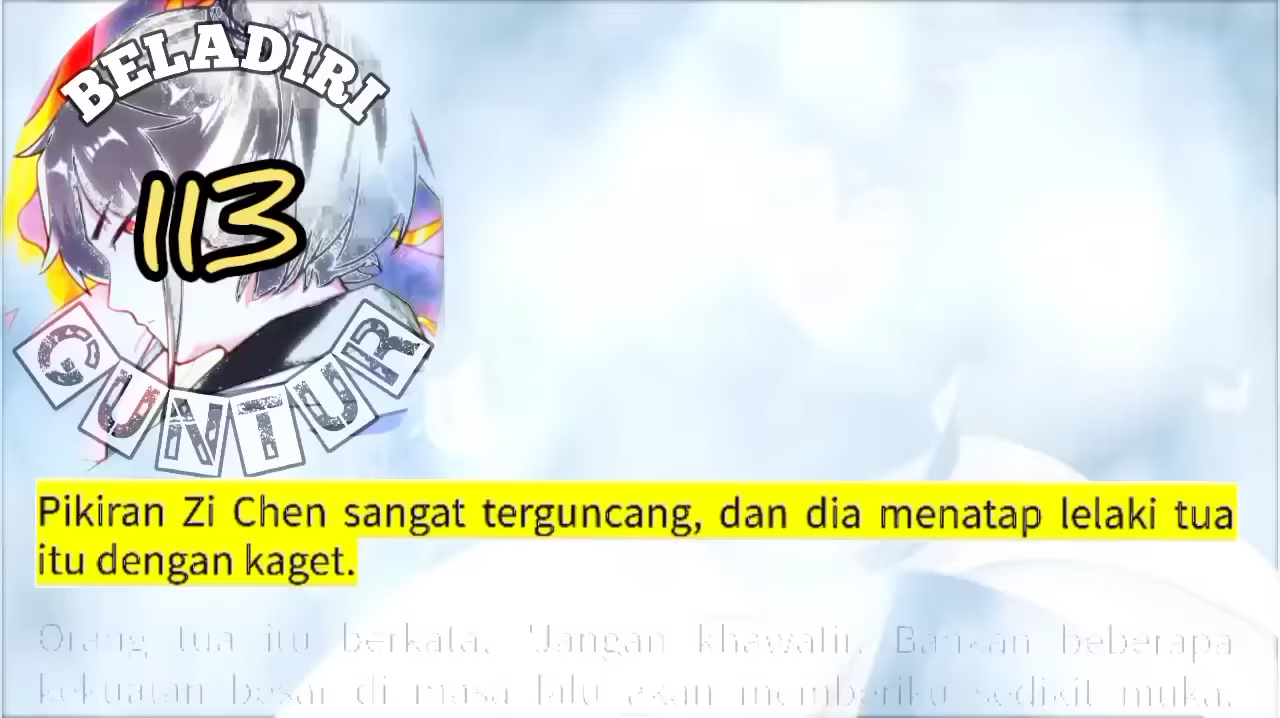 BELADIRI
113
GUNTUR
Pikiran Zi Chen sangat terguncang, dan dia menatap lelaki tua
itu dengan kaget.
Orang tua itu berkata, "Jangan khawatir. Bahkan beberapa
kekuatan besar di masa lalu akan memberiku sedikit muka.